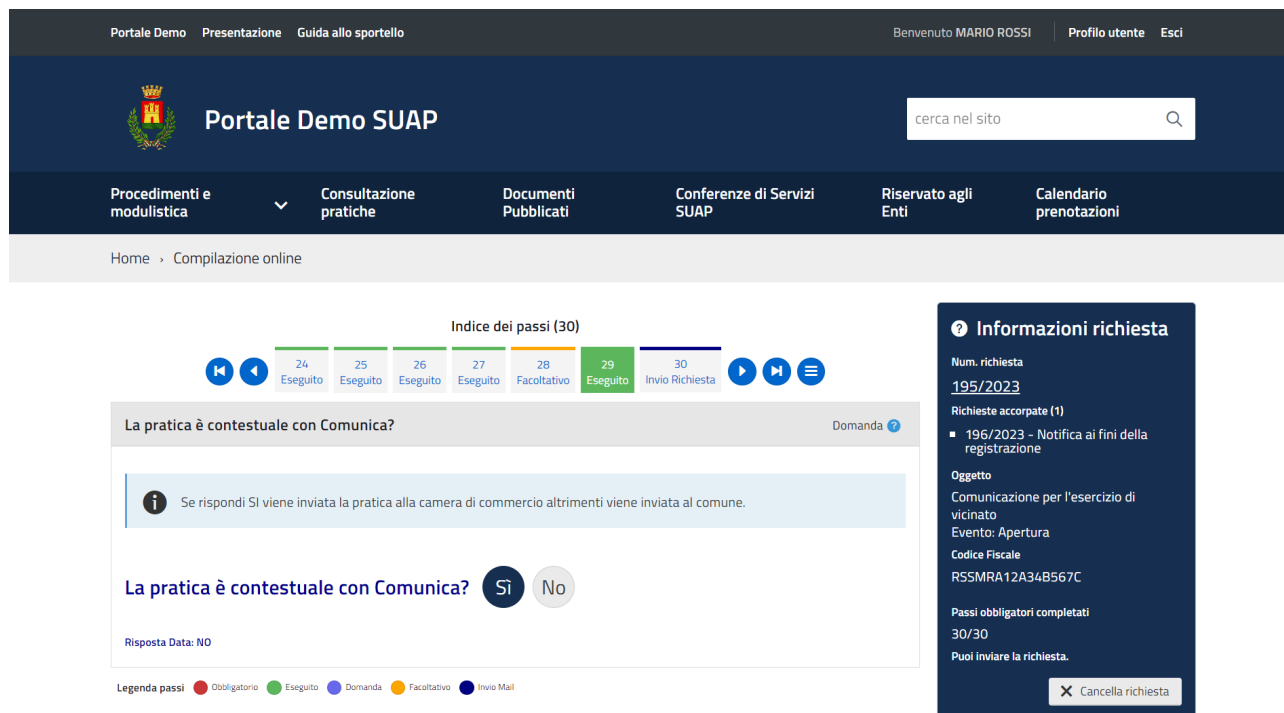 Portale Demo Presentazione Guida allo sportello Benvenuto MARIO ROSSI Profilo utente Esci
Portale Demo SUAP
cerca nel sito
Procedimenti e modulistica
Consultazione pratiche
Documenti Pubblicati
Conferenze di Servizi SUAP
Riservato agli Enti
Calendario prenotazioni
Home › Compilazione online
Indice dei passi (30)
24 Eseguito
25 Eseguito
26 Eseguito
27 Eseguito
28 Facoltativo
29 Eseguito
30 Invio Richiesta
La pratica è contestuale con Comunica? Domanda ?
Se rispondi SI viene inviata la pratica alla camera di commercio altrimenti viene inviata al comune.
La pratica è contestuale con Comunica? Sì No
Risposta Data: NO
Legenda passi Obbligatorio Eseguito Domanda Facoltativo Invio Mail
Informazioni richiesta
Num. richiesta
195/2023
Richieste accorpate (1)
196/2023 - Notifica ai fini della
registrazione
Oggetto
Comunicazione per l'esercizio di
vicinato
Evento: Apertura
Codice Fiscale
RSSMRA12A34B567C
Passi obbligatori completati
30/30
Puoi inviare la richiesta.
Cancella richiesta